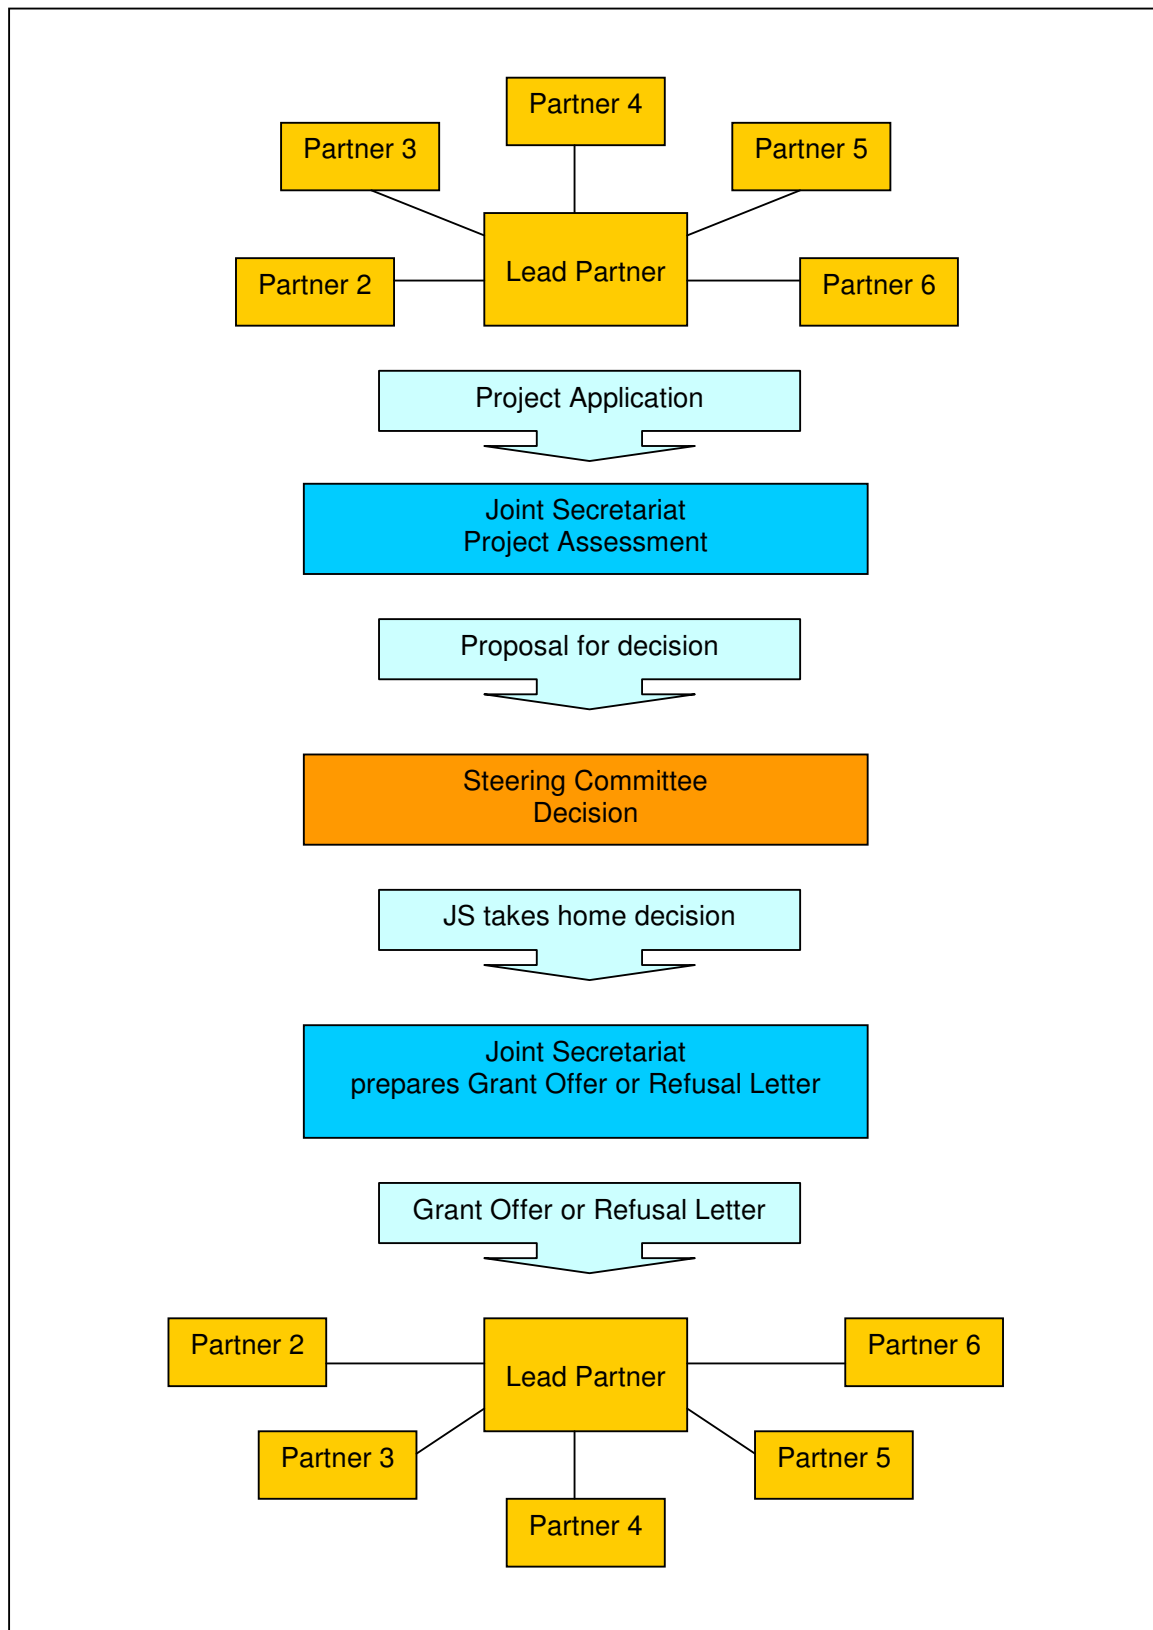 Partner 4
Partner 3
Partner 5
Lead Partner
Partner 2
Partner 6
Project Application
Joint Secretariat
Project Assessment
Proposal for decision
Steering Committee
Decision
JS takes home decision
Joint Secretariat
prepares Grant Offer or Refusal Letter
Grant Offer or Refusal Letter
Partner 2
Partner 6
Lead Partner
Partner 3
Partner 5
Partner 4